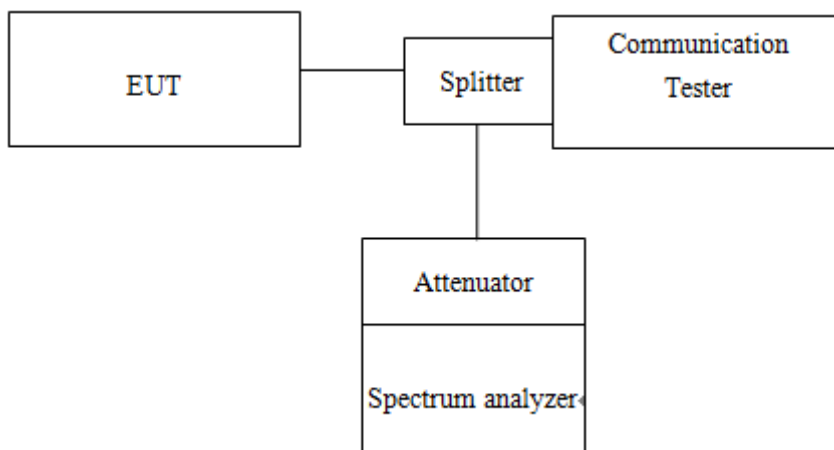 EUT
Splitter
Communication
Tester
Attenuator
Spectrum analyzer